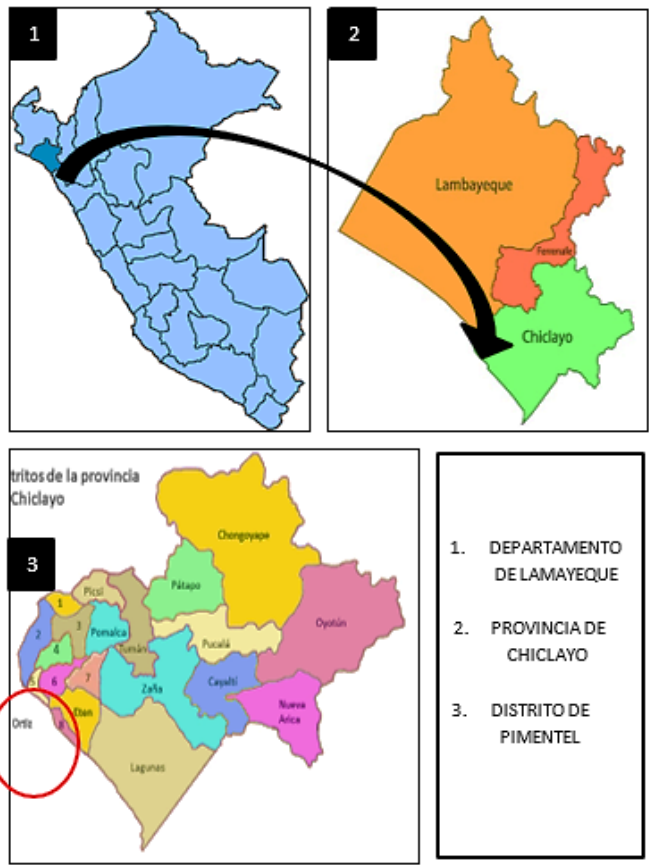 1
2
Lambayeque
Ferreñafe
Chiclayo
tritos de la provincia
Chiclayo
3
Chongoyape
Picsi
Pátapo
1
2
3
Pomalca
Tumán
Pucalá
Oyotún
4
5
6
7
Zaña
Cayaltí
Nueva
Arica
Ortiz
8
Eten
Lagunas
1. DEPARTAMENTO
DE LAMAYEQUE
2. PROVINCIA DE
CHICLAYO
3. DISTRITO DE
PIMENTEL